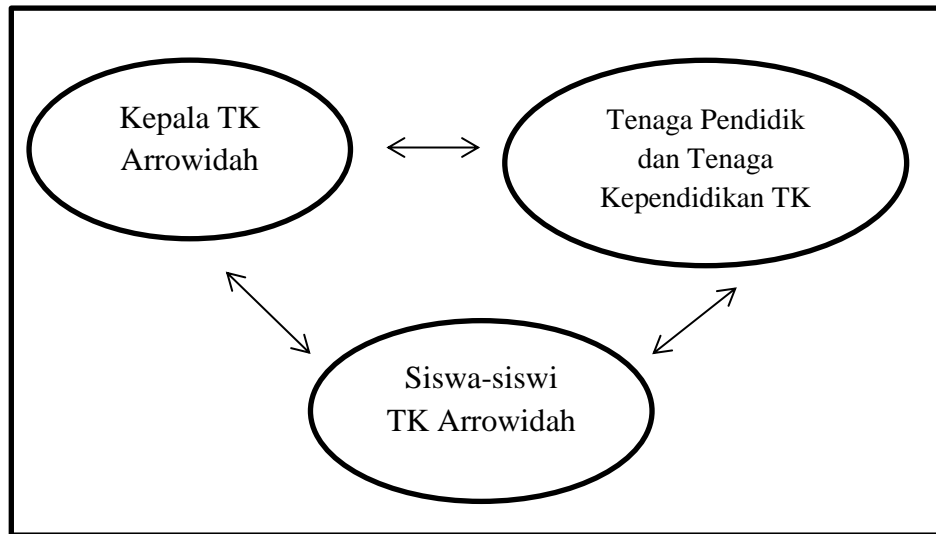 Kepala TK
Arrowidah
Tenaga Pendidik
dan Tenaga
Kependidikan TK
Siswa-siswi
TK Arrowidah